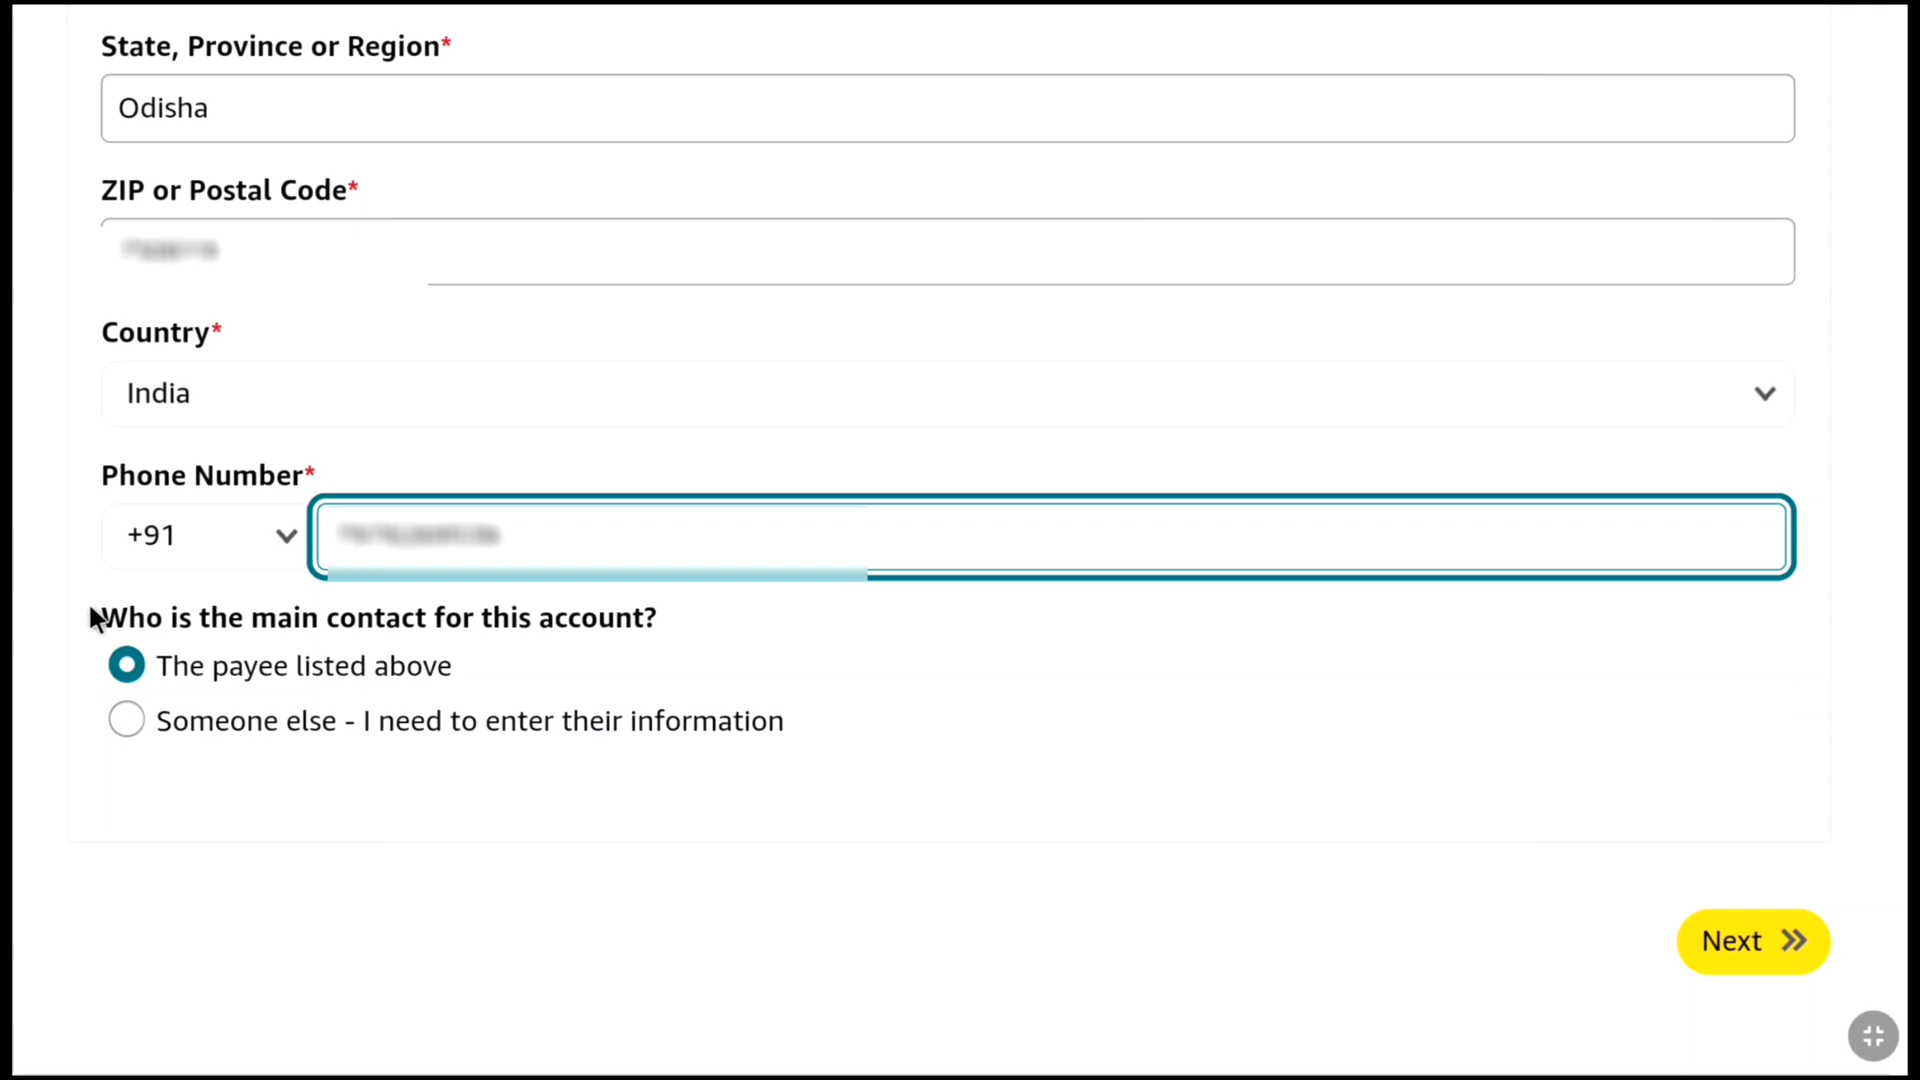 State, Province or Region*
Odisha
ZIP or Postal Code*
Country*
India
Phone Number*
+91
Who is the main contact for this account?
The payee listed above
Someone else - I need to enter their information
Next